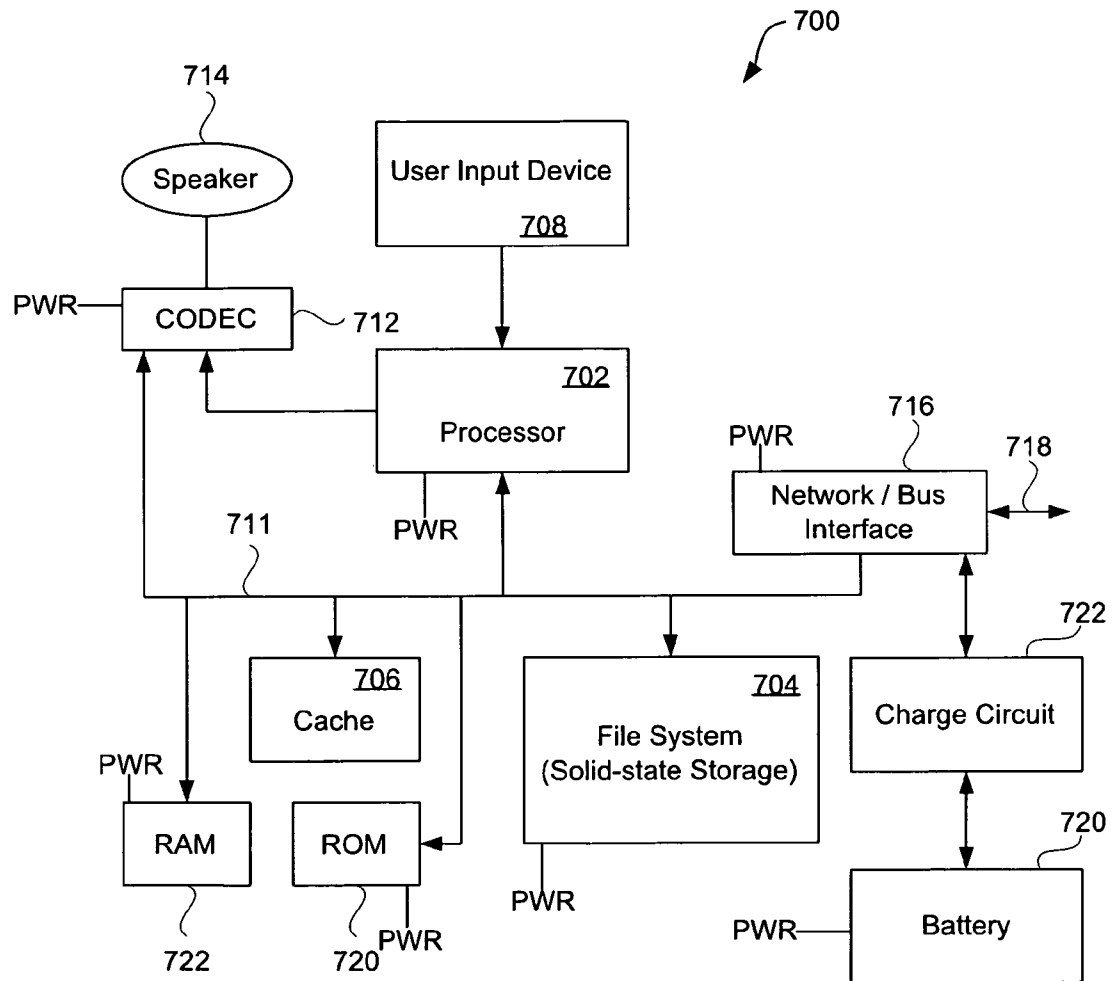 700
714
Speaker
User Input Device
708
PWR
CODEC
712
702
Processor
PWR
716
PWR
718
Network / Bus
Interface
711
722
706
Cache
704
File System
(Solid-state Storage)
Charge Circuit
PWR
RAM
ROM
720
PWR
PWR
722
720
PWR
Battery